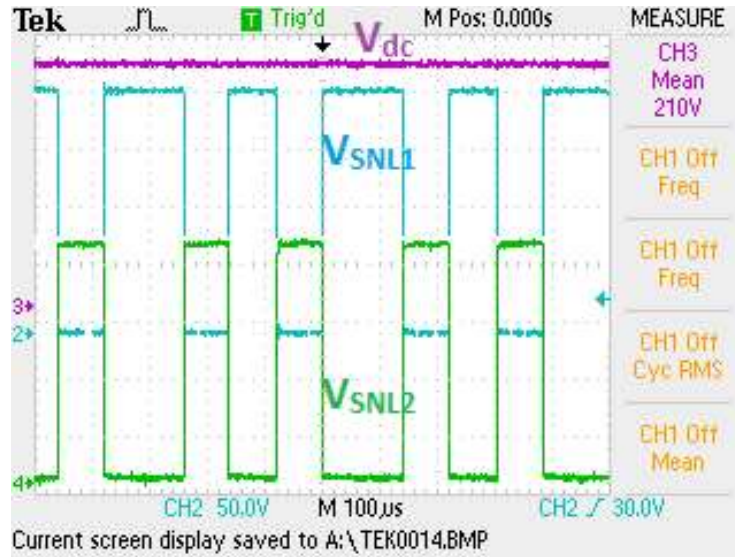 Tek T Trig'd M Pos: 0.000s MEASURE
Vdc
CH3
Mean
210V
VSNL1
CH1 Off
Freq
CH1 Off
Freq
3
2
CH1 Off
Cyc RMS
VSNL2
CH1 Off
Mean
4
CH2 50.0V M 100µs CH2 30.0V
Current screen display saved to A:\TEK0014.BMP